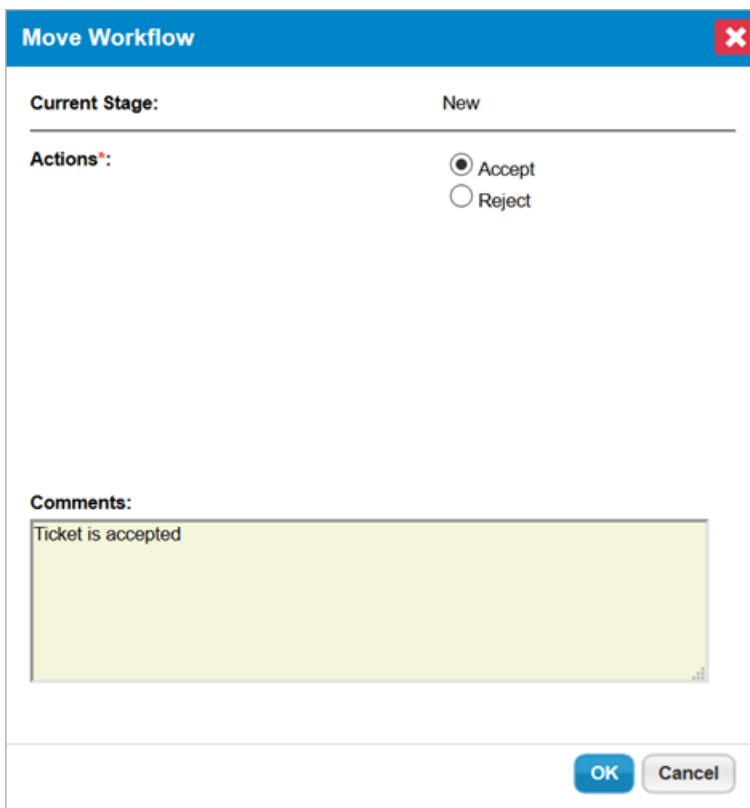 Move Workflow
Current Stage: New
Actions*: Accept
Reject
Comments:
Ticket is accepted
OK Cancel